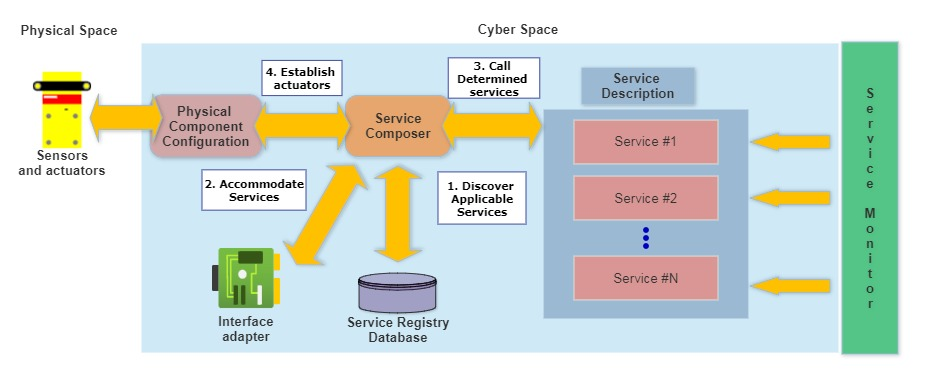 Physical Space
Cyber Space
4. Establish
actuators
3. Call
Determined
services
Service
Description
Physical
Component
Configuration
Service
Composer
Service #1
Sensors
and actuators
2. Accommodate
Services
1. Discover
Applicable
Services
Service #2
Service #N
Interface
adapter
Service Registry
Database
Service Monitor